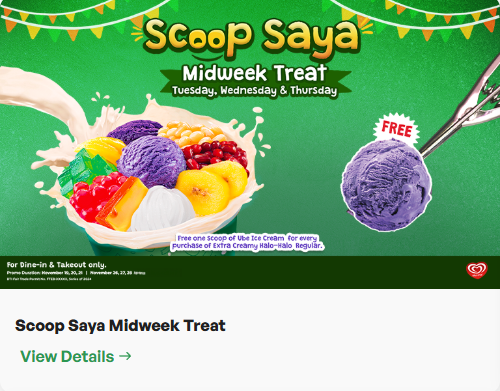 Scoop Saya
Midweek Treat
Tuesday, Wednesday & Thursday
FREE
Free one scoop of Ube Ice Cream for every
purchase of Extra Creamy Halo-Halo Regular.
For Dine-in & Takeout only.
Promo Duration: November 19, 20, 21 | November 26, 27, 28
Scoop Saya Midweek Treat
View Details →